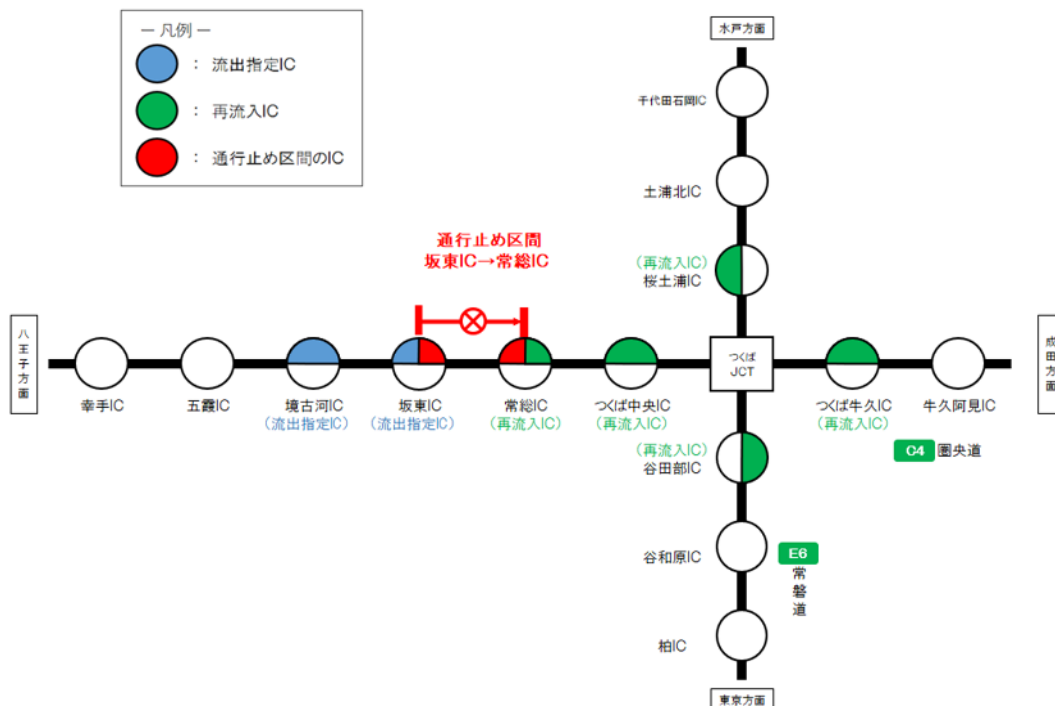 ― 凡例 ―
： 流出指定IC
： 再流入IC
： 通行止め区間のIC
水戸方面
千代田石岡IC
土浦北IC
（再流入IC）
桜土浦IC
通行止め区間
坂東IC→常総IC
八王子方面
幸手IC
五霞IC
境古河IC
（流出指定IC）
坂東IC
（流出指定IC）
常総IC
（再流入IC）
つくば中央IC
（再流入IC）
つくば
JCT
つくば牛久IC
（再流入IC）
牛久阿見IC
成田方面
C4 圏央道
（再流入IC）
谷田部IC
谷和原IC
E6
常磐道
柏IC
東京方面